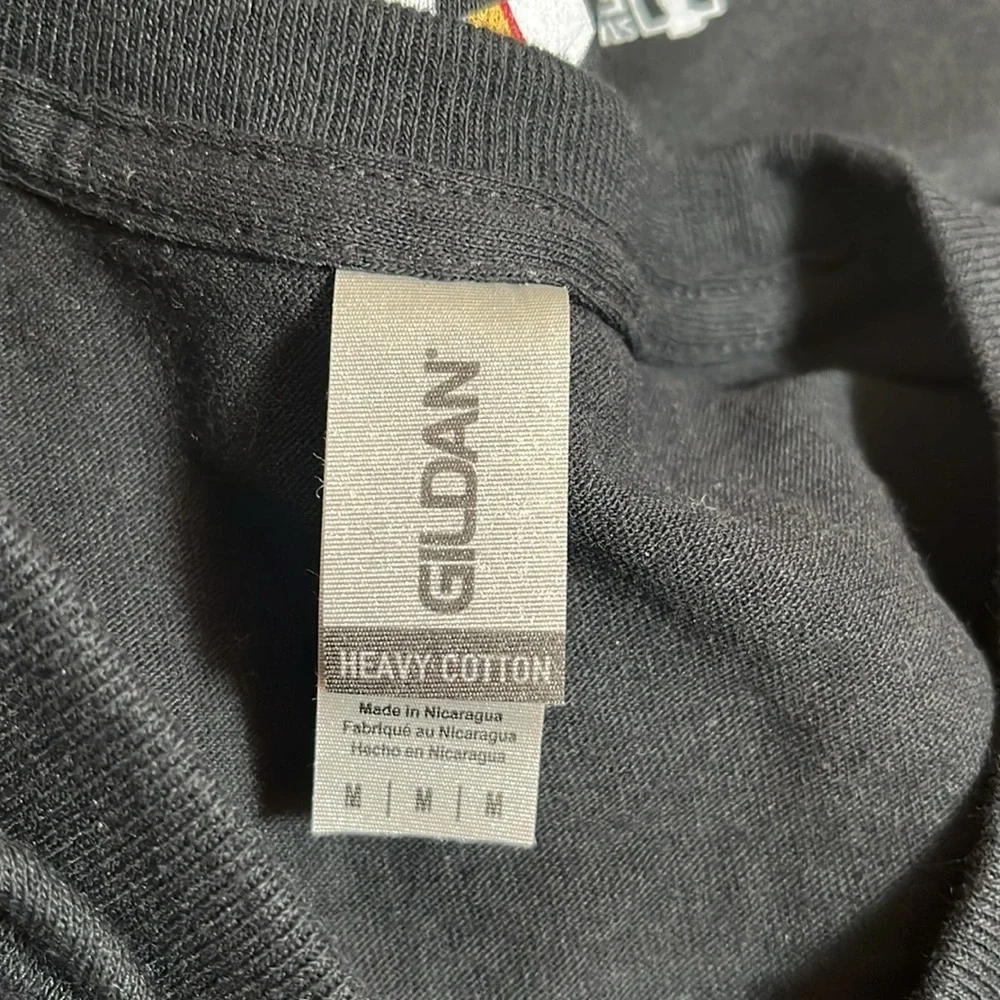 GILDAN®
HEAVY COTTON
Made in Nicaragua
Fabriqué au Nicaragua
Hecho en Nicaragua
M | M | M